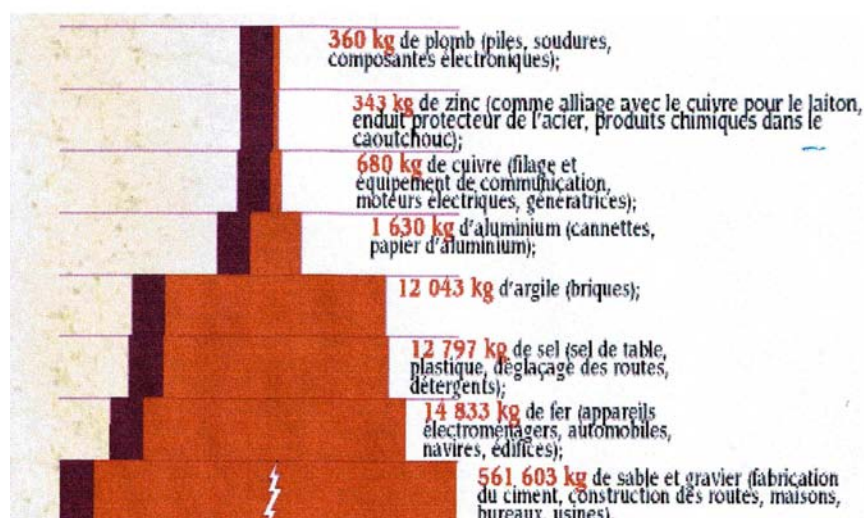 360 kg de plomb (piles, soudures,
composantes électroniques);
343 kg de zinc (comme alliage avec le cuivre pour le laiton,
enduit protecteur de l'acier, produits chimiques dans le
caoutchouc);
680 kg de cuivre (filage et
équipement de communication,
moteurs électriques, génératrices);
1 630 kg d'aluminium (cannettes,
papier d'aluminium);
12 043 kg d'argile (briques);
12 797 kg de sel (sel de table,
plastique, déglaçage des routes,
détergents);
14 833 kg de fer (appareils
électroménagers, automobiles,
navires, édifices);
561 603 kg de sable et gravier (fabrication
du ciment, construction des routes, maisons,
bureaux, usines).